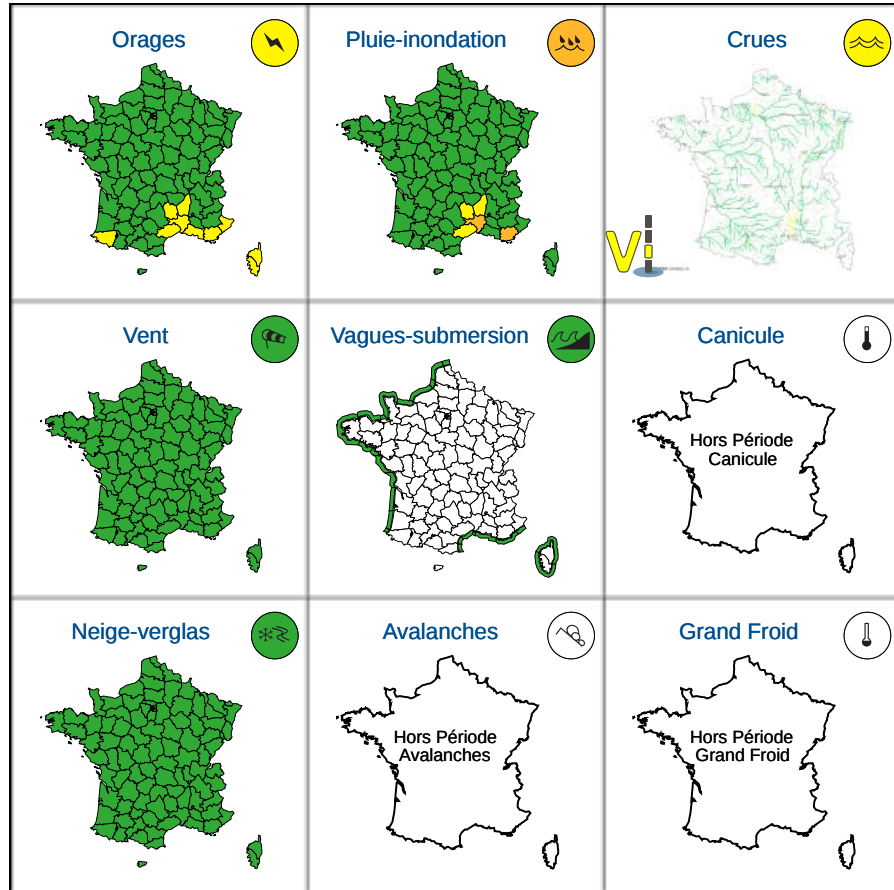 Orages
Pluie-inondation
Crues
Vi
Vent
Vagues-submersion
Canicule
Hors Période
Canicule
Neige-verglas
Avalanches
Grand Froid
Hors Période
Avalanches
Hors Période
Grand Froid